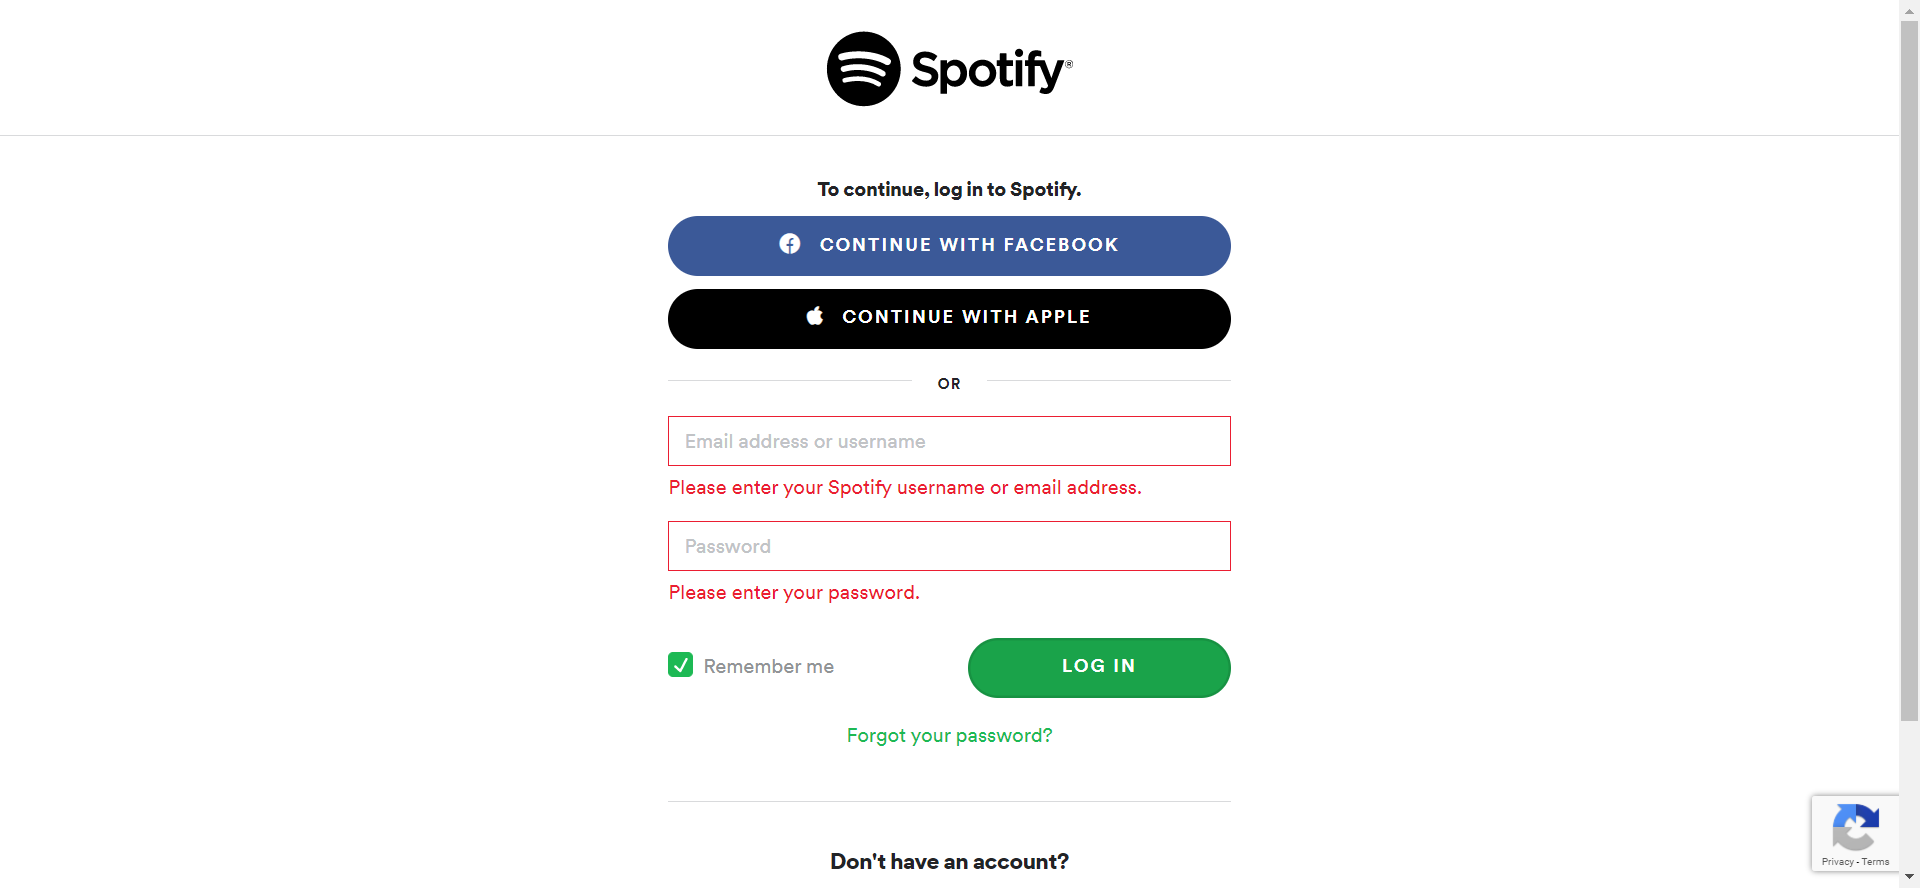 Spotify®
To continue, log in to Spotify.
CONTINUE WITH FACEBOOK
CONTINUE WITH APPLE
OR
Email address or username
Please enter your Spotify username or email address.
Password
Please enter your password.
Remember me
LOG IN
Forgot your password?
Don't have an account?
Privacy - Terms